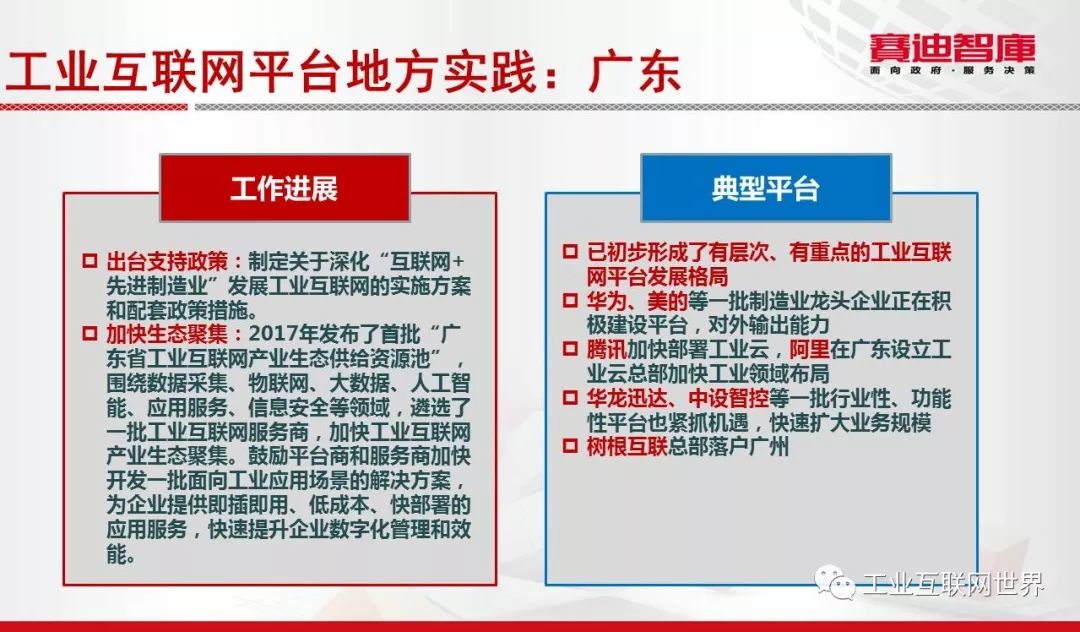 工业互联网平台地方实践：广东
赛迪智庫
面向政府·服务决策
工作进展
出台支持政策：制定关于深化“互联网+
先进制造业”发展工业互联网的实施方案
和配套政策措施。
加快生态聚集：2017年发布了首批“广
东省工业互联网产业生态供给资源池”，
围绕数据采集、物联网、大数据、人工智
能、应用服务、信息安全等领域，遴选了
一批工业互联网服务商，加快工业互联网
产业生态聚集。鼓励平台商和服务商加快
开发一批面向工业应用场景的解决方案，
为企业提供即插即用、低成本、快部署的
应用服务，快速提升企业数字化管理和效
能。
典型平台
已初步形成了有层次、有重点的工业互联
网平台发展格局
华为、美的等一批制造业龙头企业正在积
极建设平台，对外输出能力
腾讯加快部署工业云，阿里在广东设立工
业云总部加快工业领域布局
华龙迅达、中设智控等一批行业性、功能
性平台也紧抓机遇，快速扩大业务规模
树根互联总部落户广州
工业互联网世界